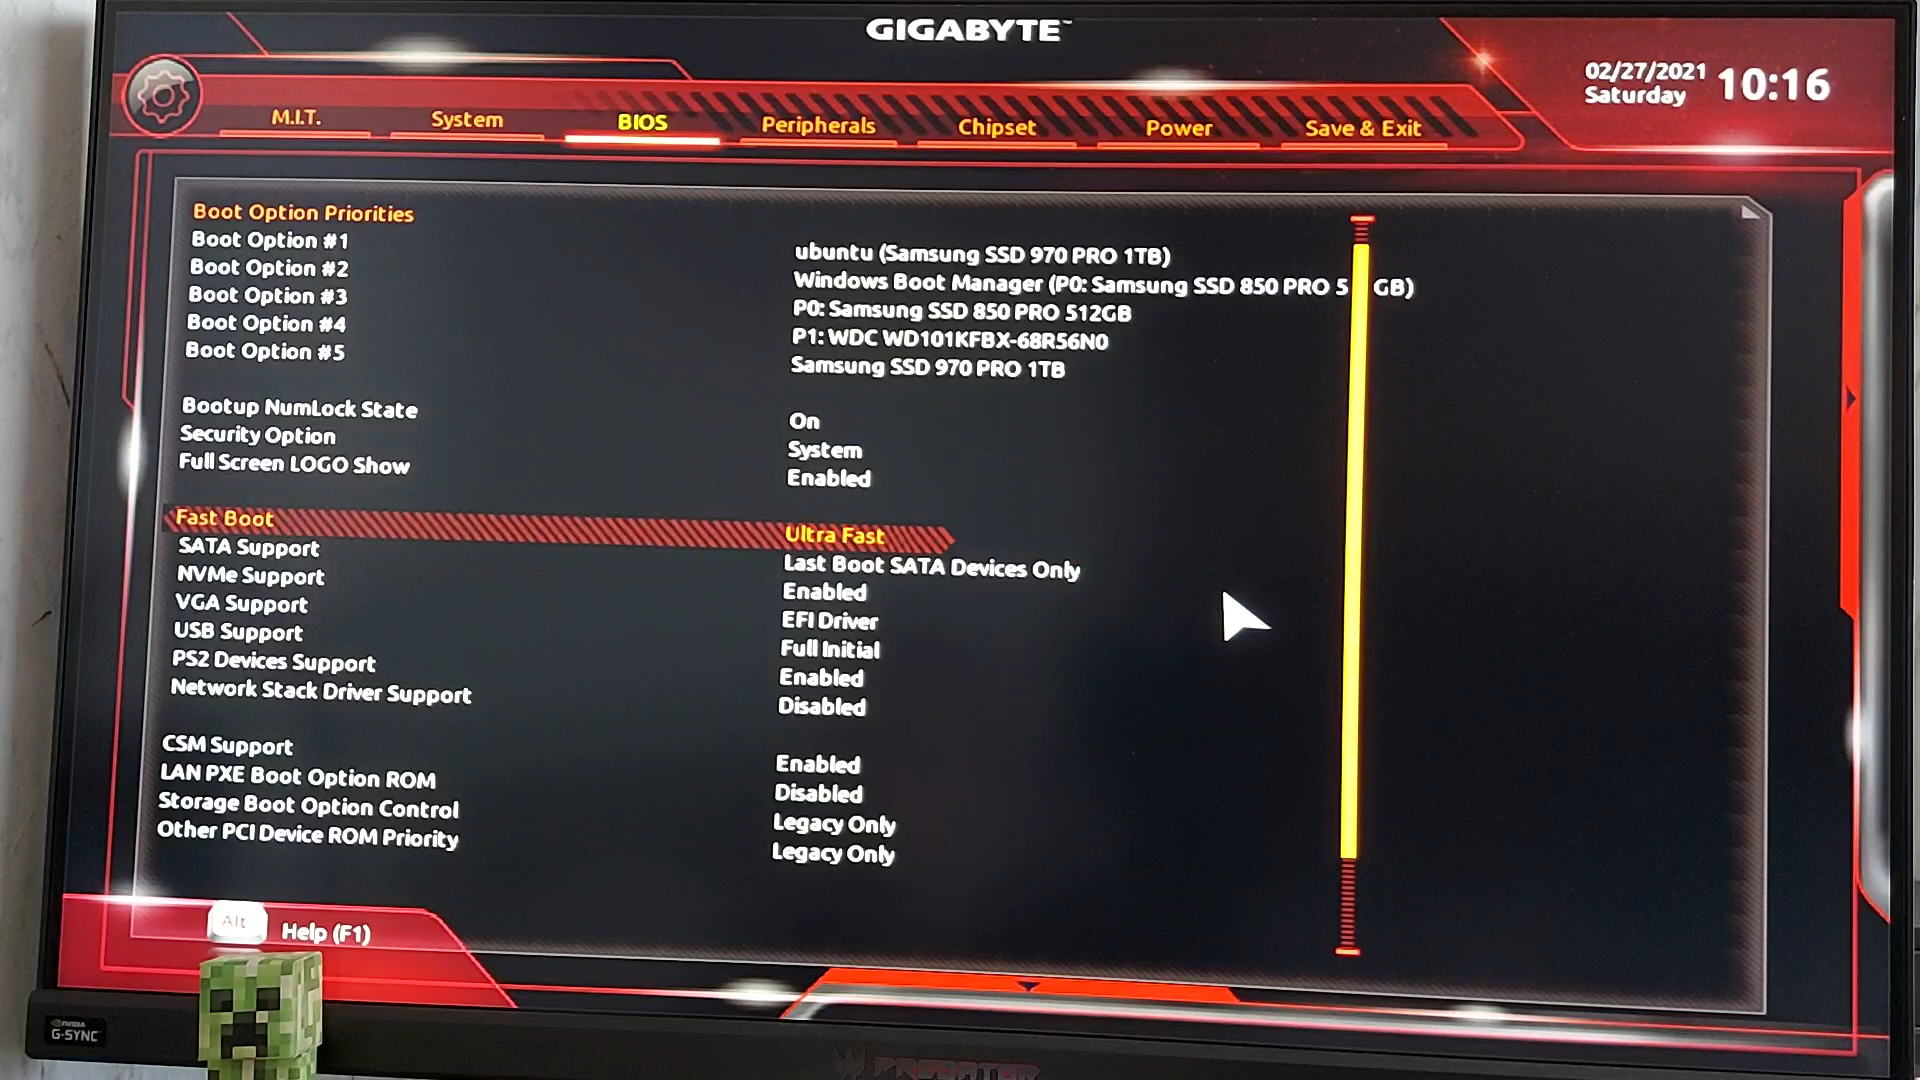 GIGABYTE™
02/27/2021
Saturday
10:16
M.I.T.
System
BIOS
Peripherals
Chipset
Power
Save & Exit
Boot Option Priorities
Boot Option #1
ubuntu (Samsung SSD 970 PRO 1TB)
Boot Option #2
Windows Boot Manager (P0: Samsung SSD 850 PRO 5 GB)
Boot Option #3
P0: Samsung SSD 850 PRO 512GB
Boot Option #4
P1: WDC WD101KFBX-68R56N0
Boot Option #5
Samsung SSD 970 PRO 1TB
Bootup NumLock State
On
Security Option
System
Full Screen LOGO Show
Enabled
Fast Boot
Ultra Fast
SATA Support
Last Boot SATA Devices Only
NVMe Support
Enabled
VGA Support
EFI Driver
USB Support
Full Initial
PS2 Devices Support
Enabled
Network Stack Driver Support
Disabled
CSM Support
Enabled
LAN PXE Boot Option ROM
Disabled
Storage Boot Option Control
Legacy Only
Other PCI Device ROM Priority
Legacy Only
Alt
Help (F1)
NVIDIA
G-SYNC
PREDATOR